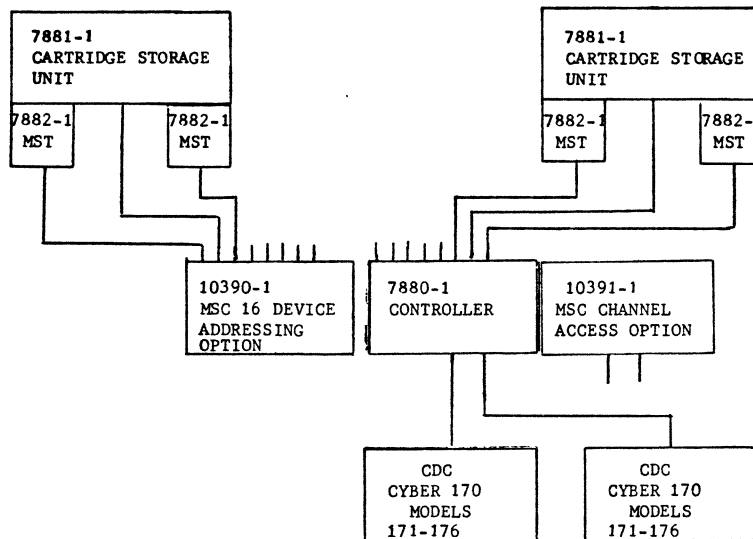 7881-1
CARTRIDGE STORAGE
UNIT
7881-1
CARTRIDGE STORAGE
UNIT
7882-1
MST
7882-1
MST
7882-1
MST
7882-
MST
10390-1
MSC 16 DEVICE
ADDRESSING
OPTION
7880-1
CONTROLLER
10391-1
MSC CHANNEL
ACCESS OPTION
CDC
CYBER 170
MODELS
171-176
CDC
CYBER 170
MODELS
171-176